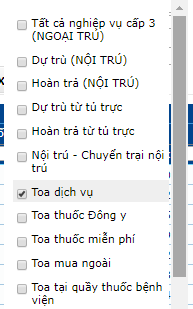 Tất cả nghiệp vụ cấp 3
(NGOẠI TRÚ)
Dự trù (NỘI TRÚ)
Hoàn trả (NỘI TRÚ)
Dự trù từ tủ trực
Hoàn trả từ tủ trực
Nội trú - Chuyển trại nội
trú
Toa dịch vụ
Toa thuốc Đông y
Toa thuốc miễn phí
Toa mua ngoài
Toa tại quầy thuốc bệnh
viện